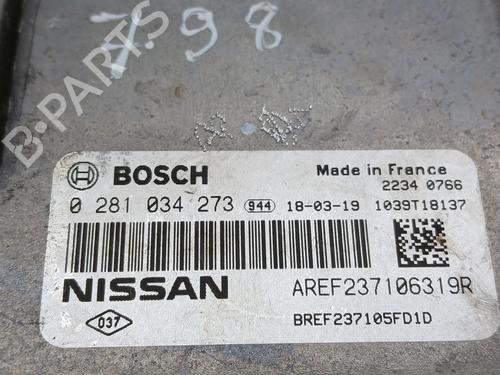 798
BOSCH
Made in France
2234 0766
0 281 034 273 944 18-03-19 1039T18137
NISSAN
AREF237106319R
037
BREF237105FD1D
B-PARTS